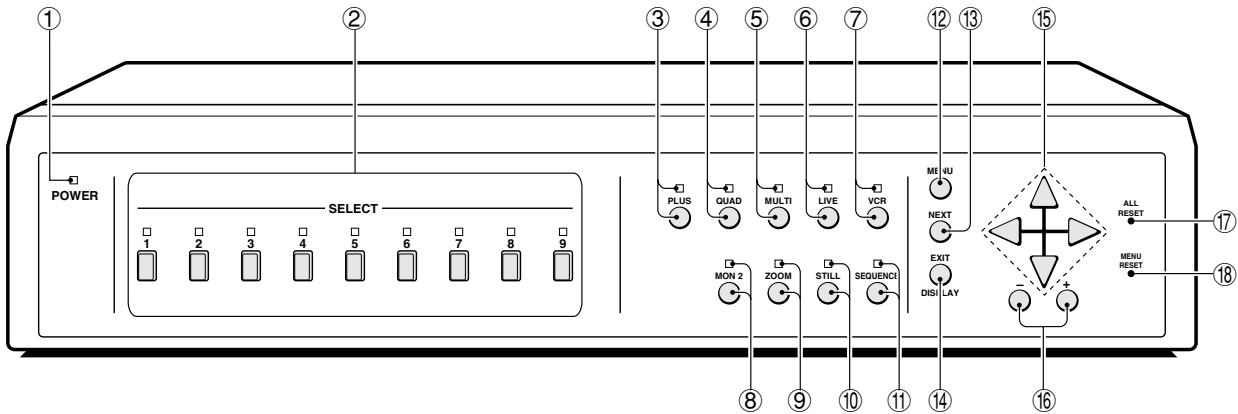 ① ② ③ ④ ⑤ ⑥ ⑦ ⑫ ⑬ ⑮
POWER
SELECT
1 2 3 4 5 6 7 8 9
PLUS QUAD MULTI LIVE VCR
MON 2 ZOOM STILL SEQUENCE
MENU
NEXT
EXIT
DISPLAY
− +
ALL
RESET
⑰
MENU
RESET
⑱
⑧ ⑨ ⑩ ⑪ ⑭ ⑯